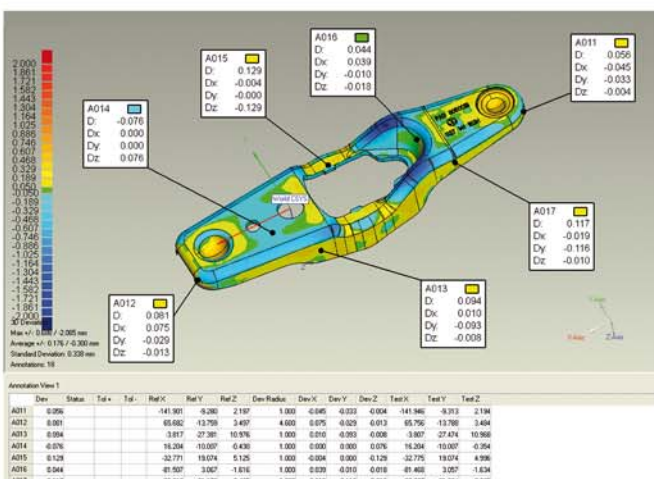 A016
D: 0.044
Dx: 0.039
Dy: -0.010
Dz: -0.018
A011
D: 0.056
Dx: -0.045
Dy: -0.033
Dz: -0.004
A015
D: 0.129
Dx: -0.004
Dy: -0.000
Dz: -0.129
A014
D: -0.076
Dx: 0.000
Dy: 0.000
Dz: 0.076
A017
D: 0.117
Dx: -0.019
Dy: -0.116
Dz: -0.010
A013
D: 0.094
Dx: 0.010
Dy: -0.093
Dz: -0.008
A012
D: 0.081
Dx: 0.075
Dy: -0.029
Dz: -0.013
2.000
1.861
1.721
1.582
1.443
1.304
1.164
1.025
0.886
0.746
0.607
0.468
0.329
0.189
0.050
-0.050
-0.189
-0.329
-0.468
-0.607
-0.746
-0.886
-1.025
-1.164
-1.304
-1.443
-1.582
-1.721
-1.861
-2.000
World CSYS
Z
3D Deviation
Average +/-: 0.176 / -0.300 mm
Standard Deviation: 0.338 mm
Annotations: 18
Annotation View 1
Dev Status Tol + Tol - Ref X Ref Y Ref Z Dev Radius Dev X Dev Y Dev Z Test X Test Y Test Z
A011 0.056 -141.901 -9.280 2.197 1.000 -0.045 -0.033 -0.004 -141.946 -9.313 2.194
A012 0.081 65.682 -13.759 3.497 4.600 0.075 -0.029 -0.013 65.756 -13.788 3.484
A013 0.094 -3.817 -27.381 10.976 1.000 0.010 -0.093 -0.008 -3.807 -27.474 10.968
A014 -0.076 16.204 -10.007 -0.430 1.000 0.000 0.000 0.076 16.204 -10.007 -0.354
A015 0.129 -32.771 19.074 5.125 1.000 -0.004 0.000 -0.129 -32.775 19.074 4.996
A016 0.044 -81.507 3.067 -1.616 1.000 0.039 -0.010 -0.018 -81.468 3.057 -1.634